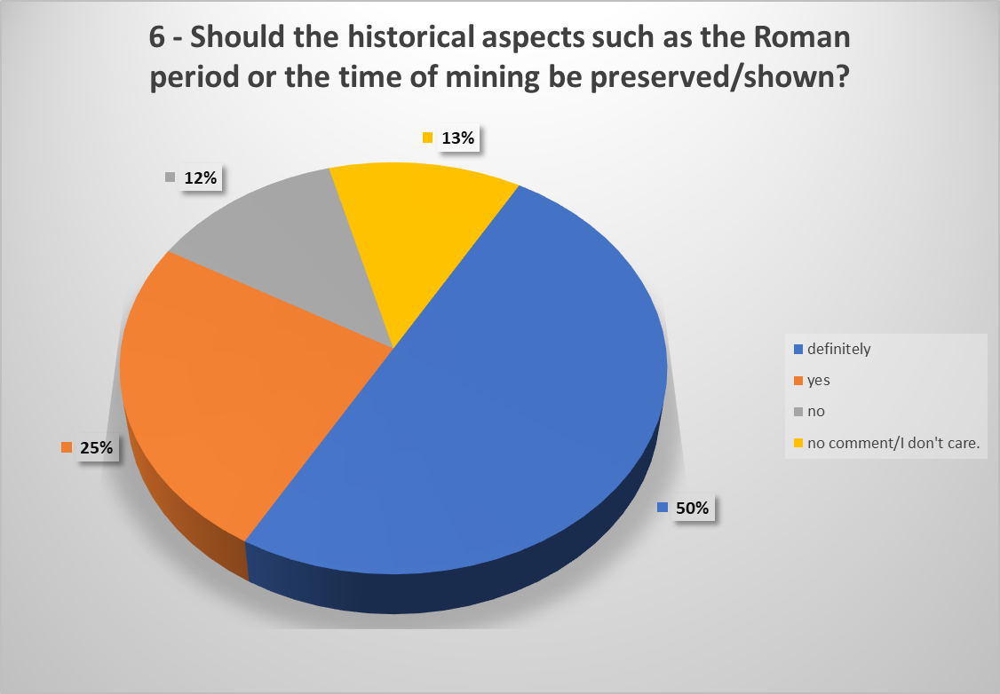 6 - Should the historical aspects such as the Roman
period or the time of mining be preserved/shown?
13%
12%
25%
50%
definitely
yes
no
no comment/I don't care.